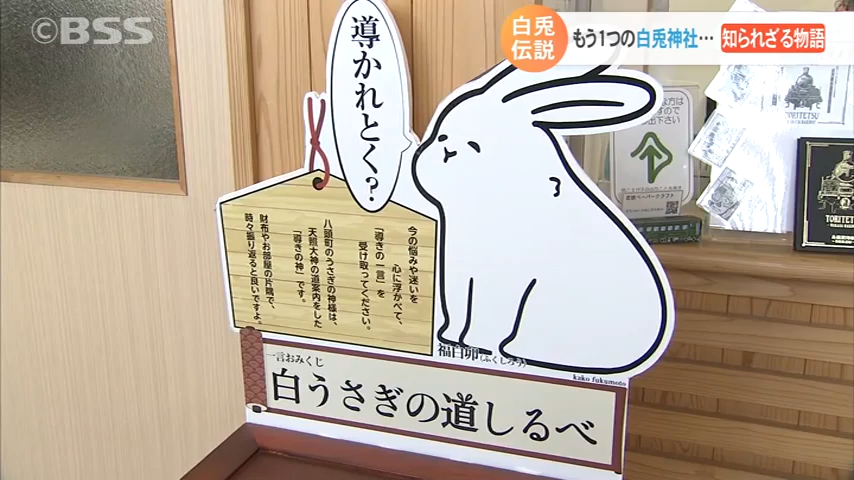 ©BSS
白兎
伝説
もう1つの白兎神社…
知られざる物語
導かれとく?
今の悩みや迷いを
心に浮かべて、
「導きの一言」を
受け取ってください。
八頭町のうさぎの神様は、
天照大神の道案内をした
「導きの神」です。
財布やお部屋の片隅で、
時々振り返ると良いですよ。
福白卯(ふくしろう)
kako fukumoto
一言おみくじ
白うさぎの道しるべ
TORITETSU